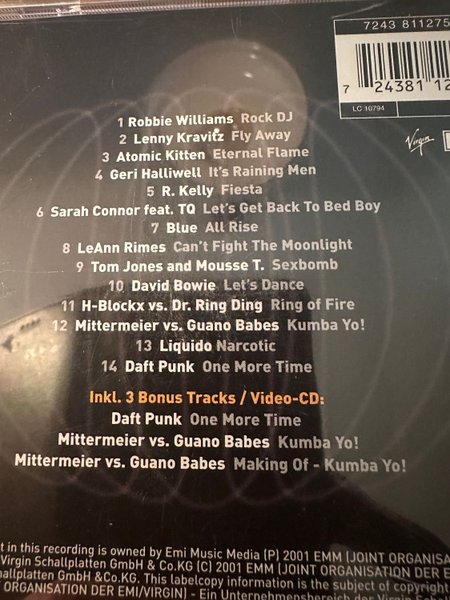 7243 811275
7 24381 12
LC 10794
Virgin
1 Robbie Williams Rock DJ
2 Lenny Kravitz Fly Away
3 Atomic Kitten Eternal Flame
4 Geri Halliwell It's Raining Men
5 R. Kelly Fiesta
6 Sarah Connor feat. TQ Let's Get Back To Bed Boy
7 Blue All Rise
8 LeAnn Rimes Can't Fight The Moonlight
9 Tom Jones and Mousse T. Sexbomb
10 David Bowie Let's Dance
11 H-Blockx vs. Dr. Ring Ding Ring of Fire
12 Mittermeier vs. Guano Babes Kumba Yo!
13 Liquido Narcotic
14 Daft Punk One More Time
Inkl. 3 Bonus Tracks / Video-CD:
Daft Punk One More Time
Mittermeier vs. Guano Babes Kumba Yo!
Mittermeier vs. Guano Babes Making Of - Kumba Yo!
t in this recording is owned by Emi Music Media (P) 2001 EMM (JOINT ORGANISA
Virgin Schallplatten GmbH & Co.KG (C) 2001 EMM (JOINT ORGANISATION DER E
hallplatten GmbH &Co.KG. This labelcopy information is the subject of copyright
ORGANISATION DER EMI/VIRGIN) - Ein Unternehmensbereich der Virgin Schal